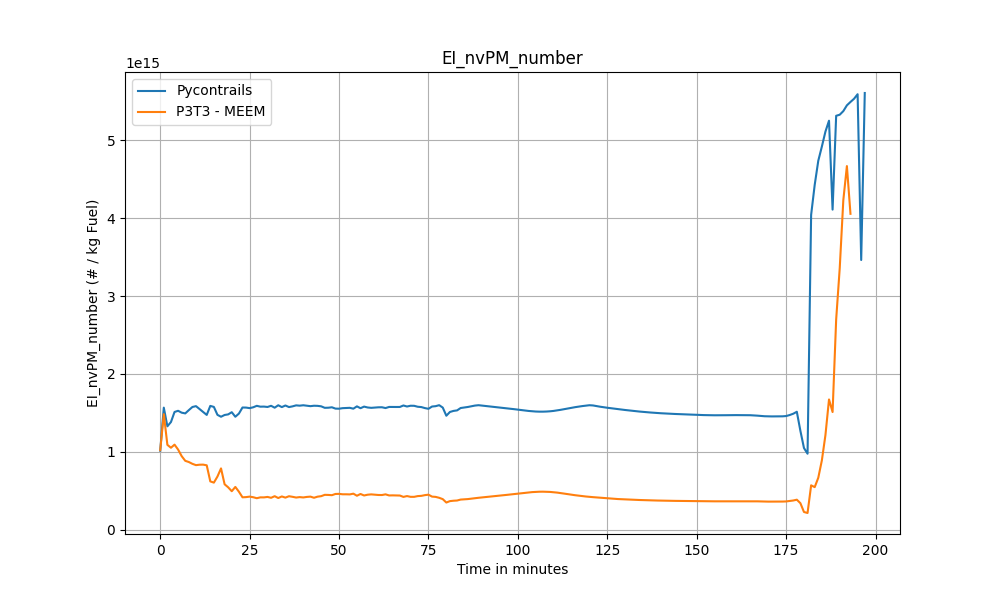 EI_nvPM_number
1e15
Pycontrails
P3T3 - MEEM
EI_nvPM_number (# / kg Fuel)
5
4
3
2
1
0
0 25 50 75 100 125 150 175 200
Time in minutes